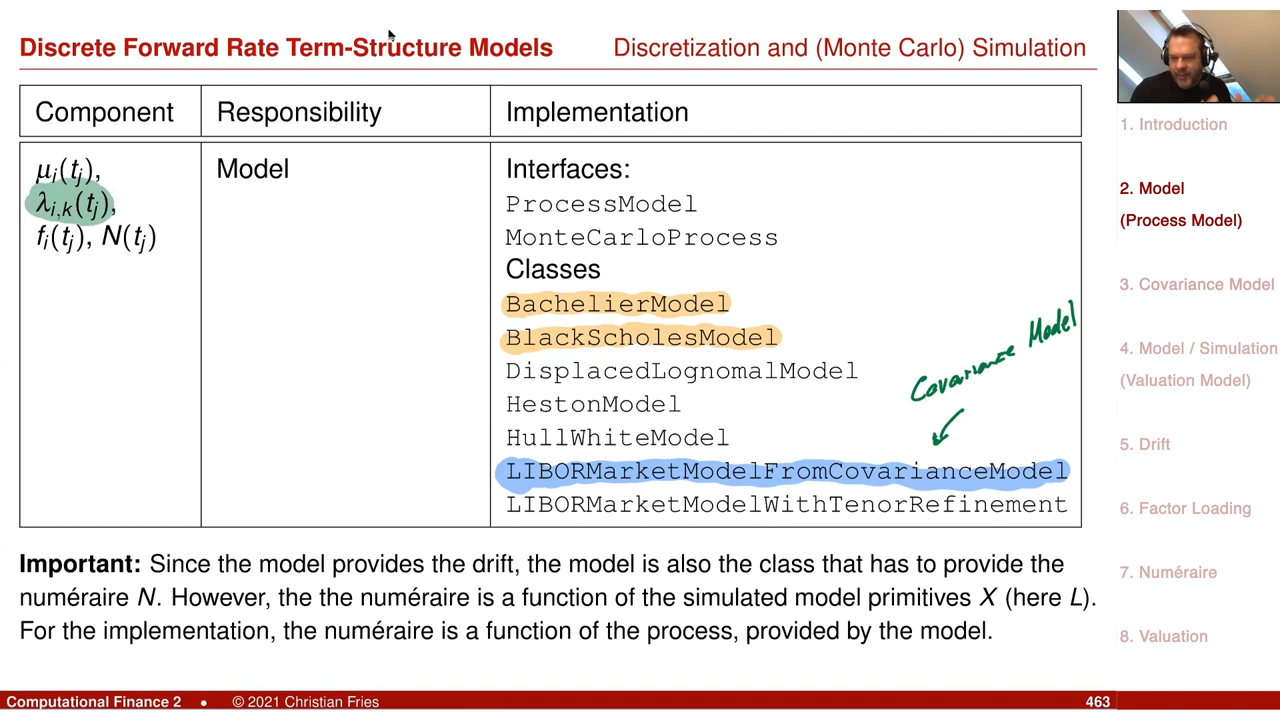 Discrete Forward Rate Term-Structure Models
Discretization and (Monte Carlo) Simulation
Component Responsibility Implementation
μi(tj), Model Interfaces:
λi,k(tj), ProcessModel
fi(tj), N(tj) MonteCarloProcess
Classes
BachelierModel
BlackScholesModel
DisplacedLognomalModel
HestonModel
HullWhiteModel
LIBORMarketModelFromCovarianceModel
LIBORMarketModelWithTenorRefinement
Covariance Model
Important: Since the model provides the drift, the model is also the class that has to provide the
numéraire N. However, the the numéraire is a function of the simulated model primitives X (here L).
For the implementation, the numéraire is a function of the process, provided by the model.
1. Introduction
2. Model
(Process Model)
3. Covariance Model
4. Model / Simulation
(Valuation Model)
5. Drift
6. Factor Loading
7. Numéraire
8. Valuation
Computational Finance 2 • © 2021 Christian Fries 463